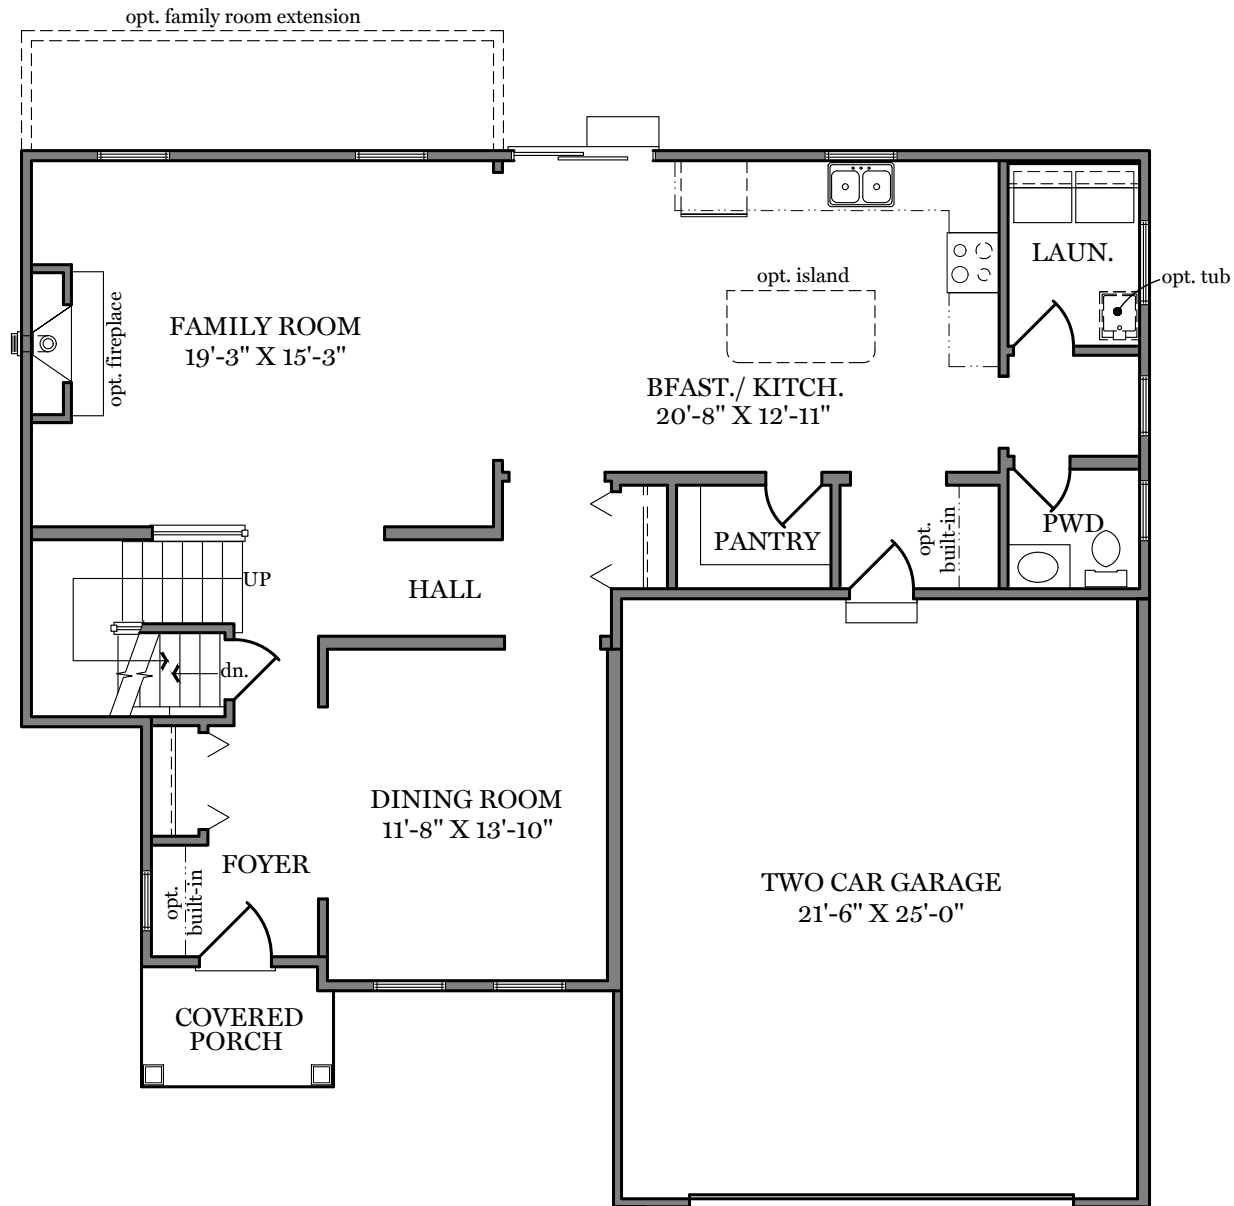 opt. family room extension
LAUN.
opt. tub
opt. island
FAMILY ROOM
19'-3" X 15'-3"
opt. fireplace
BFAST./ KITCH.
20'-8" X 12'-11"
PANTRY
opt.
built-in
PWD
UP
HALL
dn.
DINING ROOM
11'-8" X 13'-10"
FOYER
opt.
built-in
TWO CAR GARAGE
21'-6" X 25'-0"
COVERED
PORCH